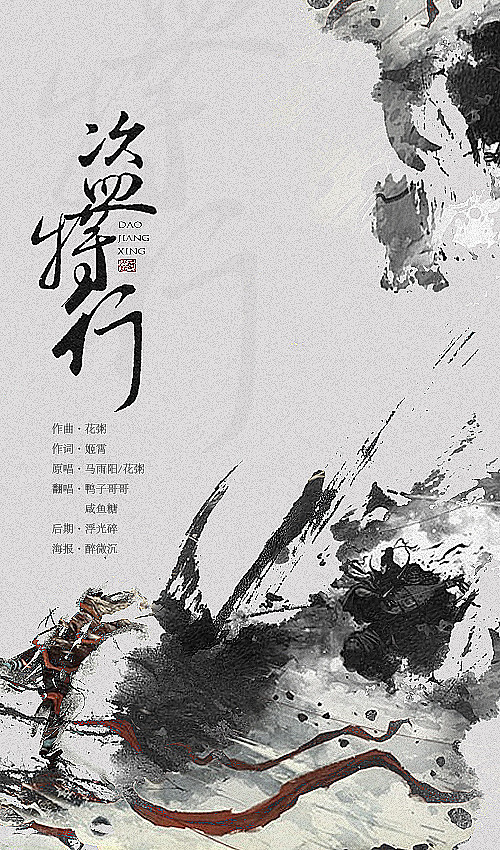 盗将行
DAO
JIANG
XING
作曲·花粥
作词·姬霄
原唱·马雨阳/花粥
翻唱·鸭子哥哥
咸鱼糖
后期·浮光碎
海报·醉微沉